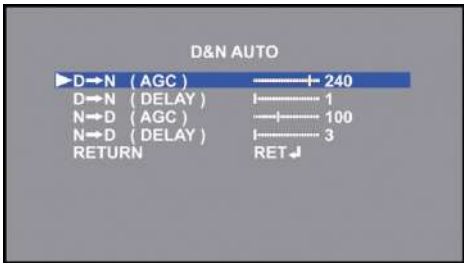 D&N AUTO
D➡N ( AGC ) 240
D➡N ( DELAY ) 1
N➡D ( AGC ) 100
N➡D ( DELAY ) 3
RETURN RET↲